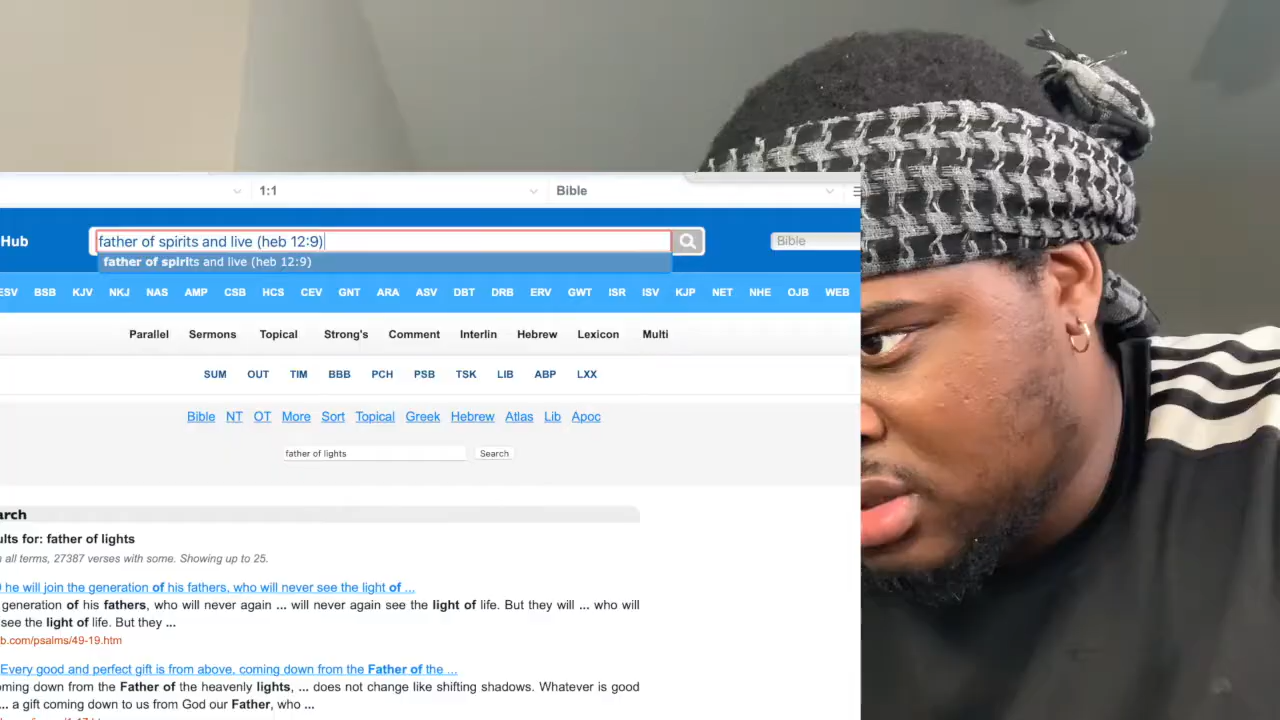 1:1
Bible
Hub
father of spirits and live (heb 12:9)
Bible
father of spirits and live (heb 12:9)
ESV BSB KJV NKJ NAS AMP CSB HCS CEV GNT ARA ASV DBT DRB ERV GWT ISR ISV KJP NET NHE OJB WEB
Parallel Sermons Topical Strong's Comment Interlin Hebrew Lexicon Multi
SUM OUT TIM BBB PCH PSB TSK LIB ABP LXX
Bible NT OT More Sort Topical Greek Hebrew Atlas Lib Apoc
father of lights Search
arch
ults for: father of lights
all terms, 27387 verses with some. Showing up to 25.
he will join the generation of his fathers, who will never see the light of ...
generation of his fathers, who will never again ... will never again see the light of life. But they will ... who will
see the light of life. But they ...
b.com/psalms/49-19.htm
Every good and perfect gift is from above, coming down from the Father of the ...
oming down from the Father of the heavenly lights, ... does not change like shifting shadows. Whatever is good
... a gift coming down to us from God our Father, who ...